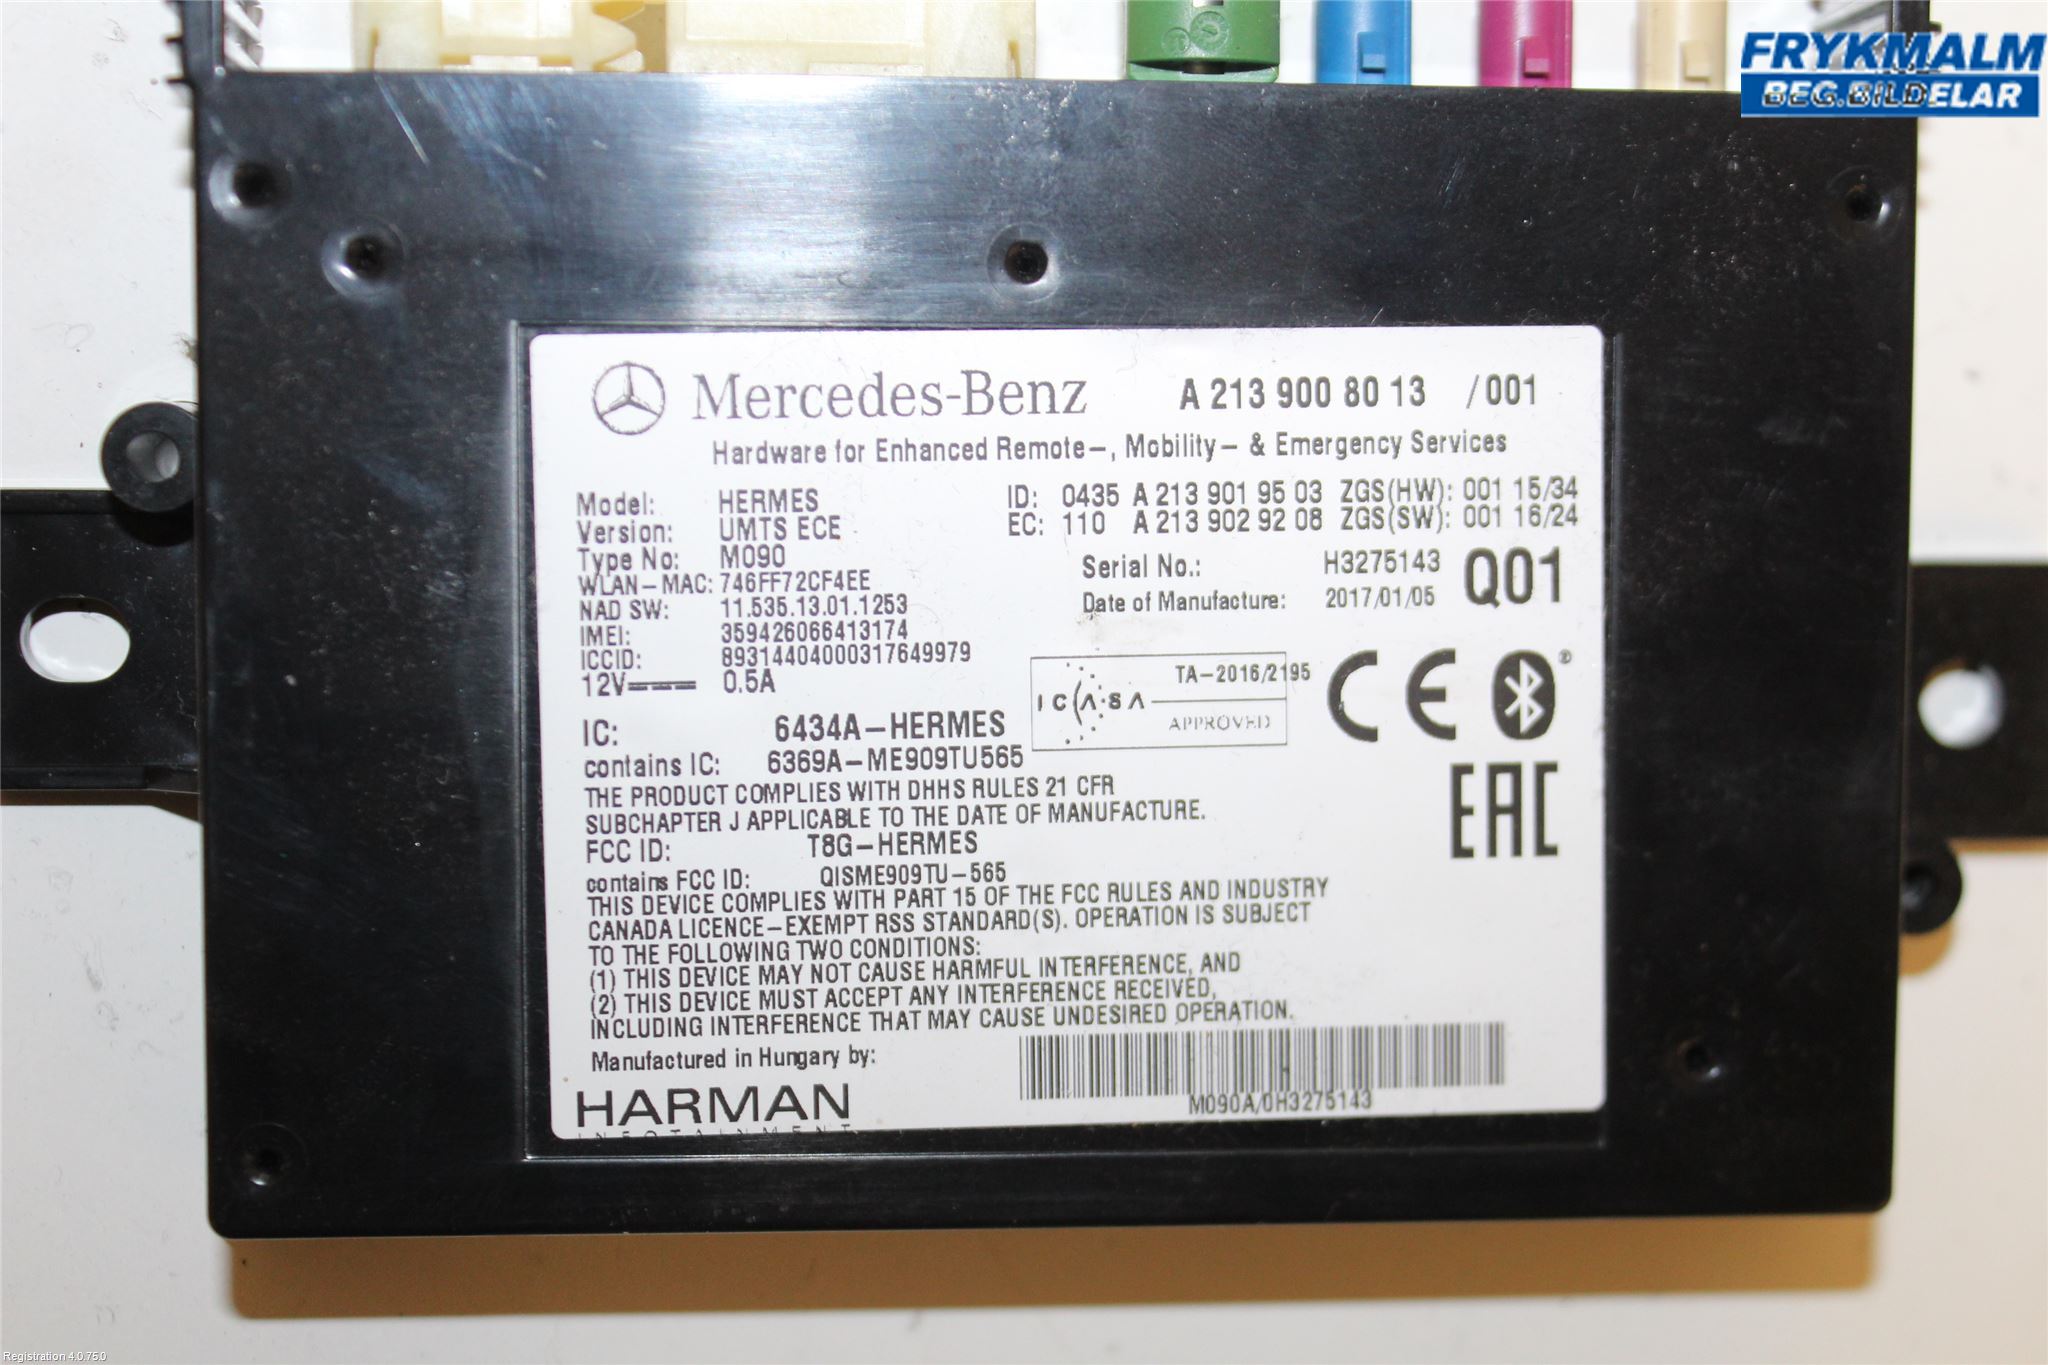 FRYKMALM
BEG.BILDELAR
Mercedes-Benz A 213 900 80 13 /001
Hardware for Enhanced Remote-, Mobility- & Emergency Services
Model: HERMES ID: 0435 A 213 901 95 03 ZGS(HW): 001 15/34
Version: UMTS ECE EC: 110 A 213 902 92 08 ZGS(SW): 001 16/24
Type No: M090
WLAN-MAC: 746FF72CF4EE Serial No.: H3275143 Q01
NAD SW: 11.535.13.01.1253 Date of Manufacture: 2017/01/05
IMEI: 359426066413174
ICCID: 89314404000317649979
12V 0.5A
ICASA TA-2016/2195
APPROVED
CE
IC: 6434A-HERMES
contains IC: 6369A-ME909TU565
THE PRODUCT COMPLIES WITH DHHS RULES 21 CFR
SUBCHAPTER J APPLICABLE TO THE DATE OF MANUFACTURE.
EAC
FCC ID: T8G-HERMES
contains FCC ID: QISME909TU-565
THIS DEVICE COMPLIES WITH PART 15 OF THE FCC RULES AND INDUSTRY
CANADA LICENCE-EXEMPT RSS STANDARD(S). OPERATION IS SUBJECT
TO THE FOLLOWING TWO CONDITIONS:
(1) THIS DEVICE MAY NOT CAUSE HARMFUL INTERFERENCE, AND
(2) THIS DEVICE MUST ACCEPT ANY INTERFERENCE RECEIVED,
INCLUDING INTERFERENCE THAT MAY CAUSE UNDESIRED OPERATION.
Manufactured in Hungary by:
HARMAN
INFOTAINMENT
M090A/0H3275143
Registration 4.0.75.0